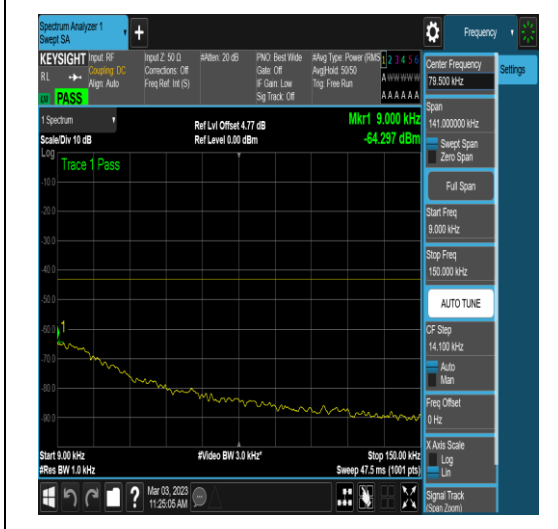 Spectrum Analyzer 1
Swept SA
Frequency
KEYSIGHT
RL
PASS
Input: RF
Coupling: DC
Align: Auto
Input Z: 50 Ω
Corrections: Off
Freq Ref: Int (S)
#Atten: 20 dB
PNO: Best Wide
Gate: Off
IF Gain: Low
Sig Track: Off
#Avg Type: Power (RMS
Avg|Hold: 50/50
Trig: Free Run
1 2 3 4 5 6
A W W W W W
A A A A A A
1 Spectrum
Scale/Div 10 dB
Ref Lvl Offset 4.77 dB
Ref Level 0.00 dBm
Mkr1 9.000 kHz
-64.297 dBm
Log
Trace 1 Pass
-10.0
-20.0
-30.0
-40.0
-50.0
-60.0
1
-70.0
-80.0
-90.0
Start 9.00 kHz
#Res BW 1.0 kHz
#Video BW 3.0 kHz*
Stop 150.00 kHz
Sweep 47.5 ms (1001 pts)
Mar 03, 2023
11:25:05 AM
Center Frequency
79.500 kHz
Settings
Span
141.000000 kHz
Swept Span
Zero Span
Full Span
Start Freq
9.000 kHz
Stop Freq
150.000 kHz
AUTO TUNE
CF Step
14.100 kHz
Auto
Man
Freq Offset
0 Hz
X Axis Scale
Log
Lin
Signal Track
(Span Zoom)